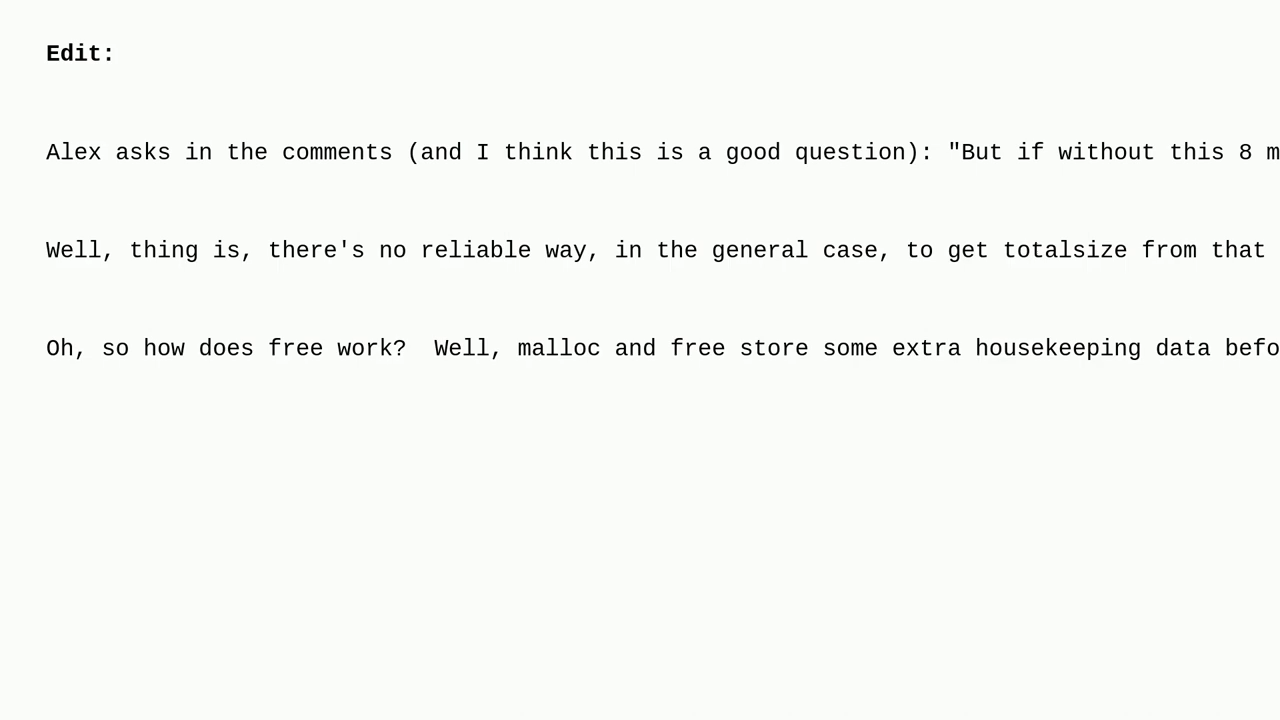 Edit:
Alex asks in the comments (and I think this is a good question): "But if without this 8
Well, thing is, there's no reliable way, in the general case, to get totalsize from that
Oh, so how does free work?  Well, malloc and free store some extra housekeeping data